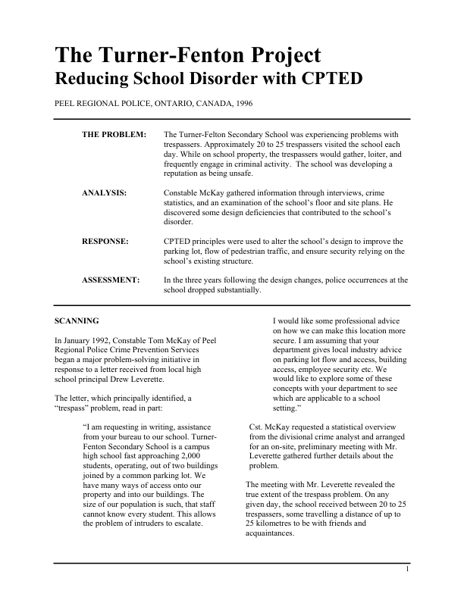 The Turner-Fenton Project
Reducing School Disorder with CPTED
PEEL REGIONAL POLICE, ONTARIO, CANADA, 1996
THE PROBLEM: The Turner-Felton Secondary School was experiencing problems with
trespassers. Approximately 20 to 25 trespassers visited the school each
day. While on school property, the trespassers would gather, loiter, and
frequently engage in criminal activity. The school was developing a
reputation as being unsafe.
ANALYSIS: Constable McKay gathered information through interviews, crime
statistics, and an examination of the school's floor and site plans. He
discovered some design deficiencies that contributed to the school's
disorder.
RESPONSE: CPTED principles were used to alter the school's design to improve the
parking lot, flow of pedestrian traffic, and ensure security relying on the
school's existing structure.
ASSESSMENT: In the three years following the design changes, police occurrences at the
school dropped substantially.
SCANNING
In January 1992, Constable Tom McKay of Peel
Regional Police Crime Prevention Services
began a major problem-solving initiative in
response to a letter received from local high
school principal Drew Leverette.
The letter, which principally identified, a
"trespass" problem, read in part:
"I am requesting in writing, assistance
from your bureau to our school. Turner-
Fenton Secondary School is a campus
high school fast approaching 2,000
students, operating, out of two buildings
joined by a common parking lot. We
have many ways of access onto our
property and into our buildings. The
size of our population is such, that staff
cannot know every student. This allows
the problem of intruders to escalate.
I would like some professional advice
on how we can make this location more
secure. I am assuming that your
department gives local industry advice
on parking lot flow and access, building
access, employee security etc. We
would like to explore some of these
concepts with your department to see
which are applicable to a school
setting."
Cst. McKay requested a statistical overview
from the divisional crime analyst and arranged
for an on-site, preliminary meeting with Mr.
Leverette gathered further details about the
problem.
The meeting with Mr. Leverette revealed the
true extent of the trespass problem. On any
given day, the school received between 20 to 25
trespassers, some travelling a distance of up to
25 kilometres to be with friends and
acquaintances.
1